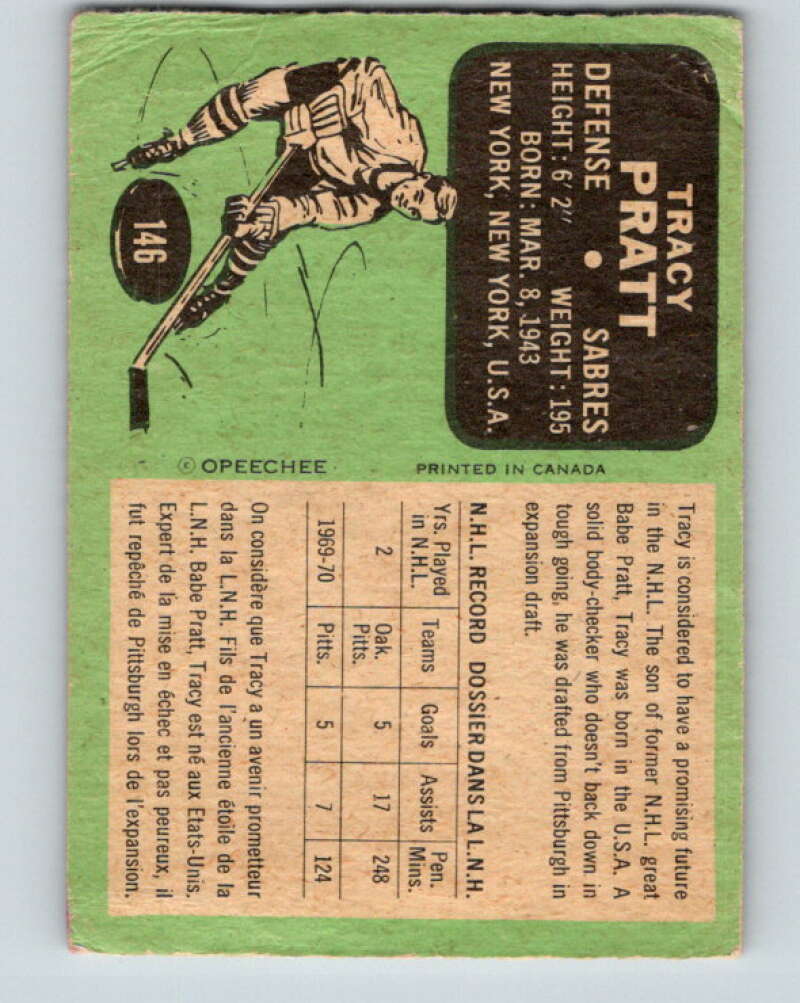 TRACY
PRATT
DEFENSE • SABRES
HEIGHT: 6' 2" WEIGHT: 195
BORN: MAR. 8, 1943
NEW YORK, NEW YORK, U.S.A.
146
© OPEECHEE
PRINTED IN CANADA
Tracy is considered to have a promising future
in the N.H.L. The son of former N.H.L. great
Babe Pratt, Tracy was born in the U.S.A. A
solid body-checker who doesn't back down in
tough going, he was drafted from Pittsburgh in
expansion draft.
N.H.L. RECORD DOSSIER DANS LA L.N.H.
Yrs. Played in N.H.L. Teams Goals Assists Pen. Mins.
2 Oak. Pitts. 5 17 248
1969-70 Pitts. 5 7 124
On considère que Tracy a un avenir prometteur
dans la L.N.H. Fils de l'ancienne étoile de la
L.N.H. Babe Pratt, Tracy est né aux Etats-Unis.
Expert de la mise en échec et pas peureux, il
fut repêché de Pittsburgh lors de l'expansion.